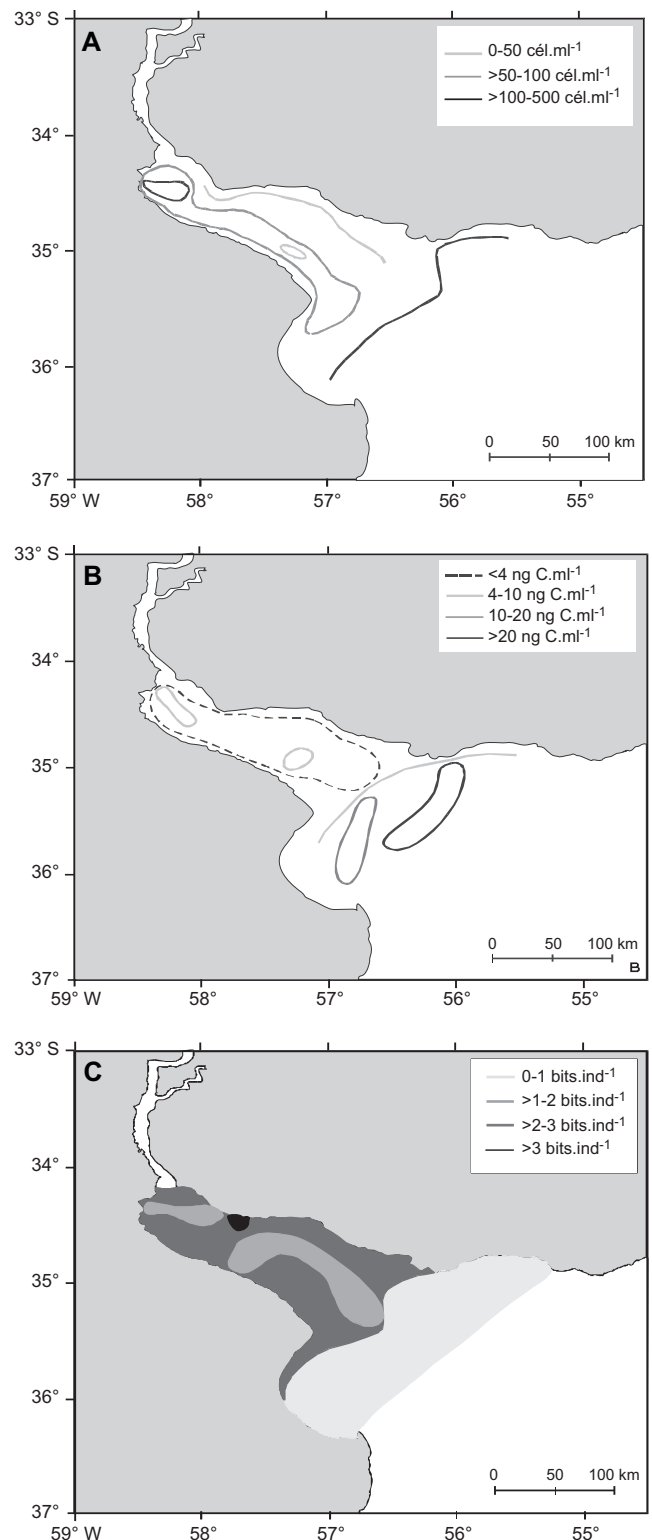 33° S
A
0-50 cél.ml-1
>50-100 cél.ml-1
>100-500 cél.ml-1
34°
35°
36°
0 50 100 km
37°
59° W 58° 57° 56° 55°
33° S
B
<4 ng C.ml-1
4-10 ng C.ml-1
10-20 ng C.ml-1
>20 ng C.ml-1
34°
35°
36°
0 50 100 km
B
37°
59° W 58° 57° 56° 55°
33° S
C
0-1 bits.ind-1
>1-2 bits.ind-1
>2-3 bits.ind-1
>3 bits.ind-1
34°
35°
36°
0 50 100 km
37°
59° W 58° 57° 56° 55°